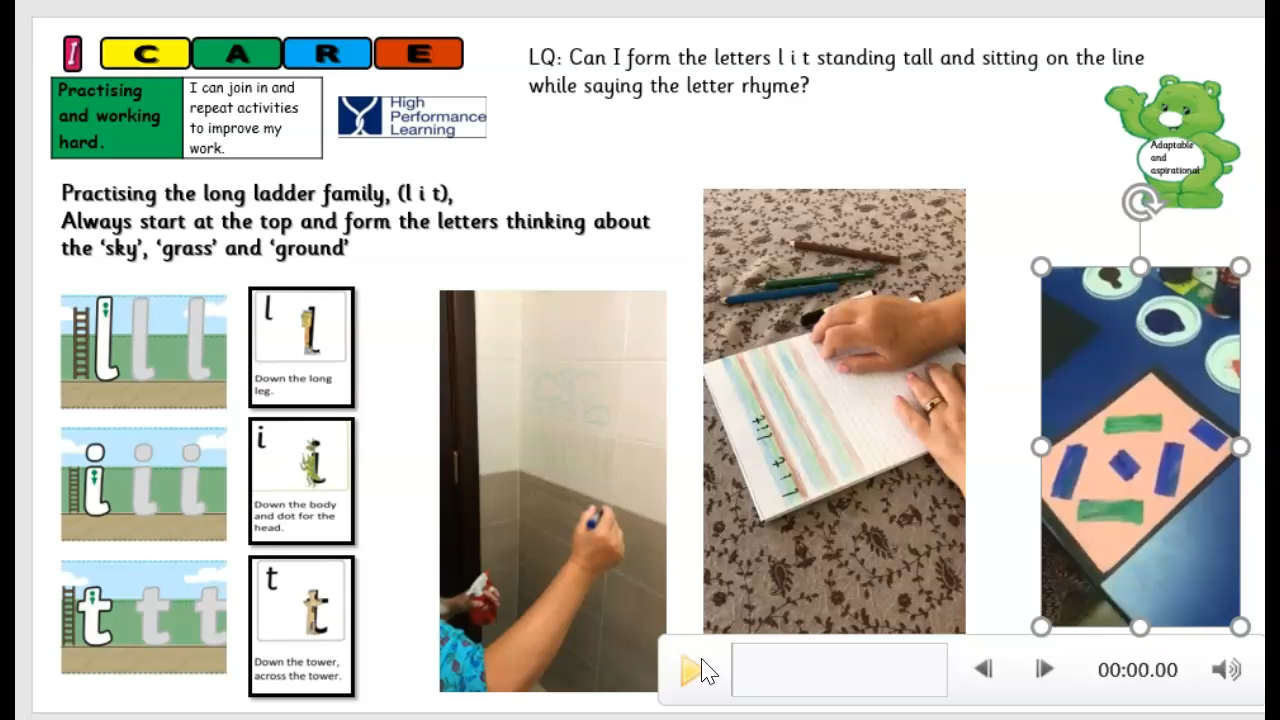 I
C A R E
Practising
and working
hard.
I can join in and
repeat activities
to improve my
work.
High
Performance
Learning
LQ: Can I form the letters l i t standing tall and sitting on the line
while saying the letter rhyme?
Adaptable
and
aspirational
Practising the long ladder family, (l i t),
Always start at the top and form the letters thinking about
the ‘sky’, ‘grass’ and ‘ground’
l l l
l
Down the long
leg.
i i i
i
Down the body
and dot for the
head.
t t t
t
Down the tower,
across the tower.
l i t lit
00:00.00